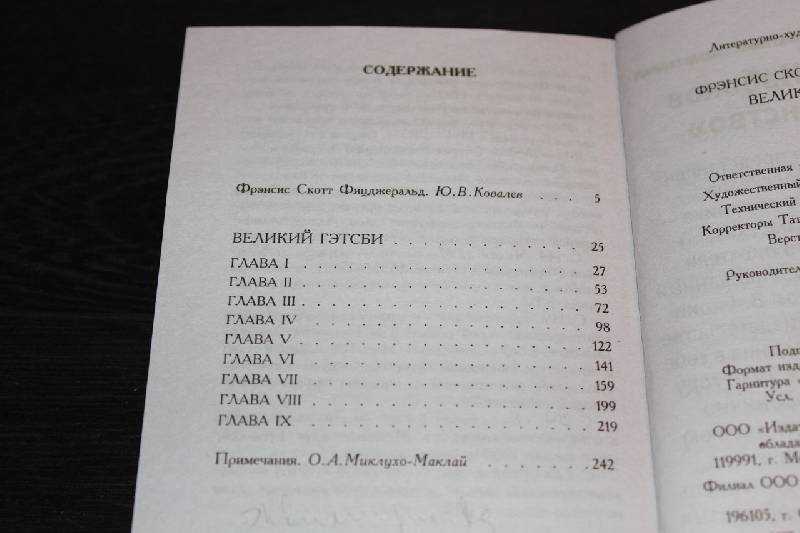 СОДЕРЖАНИЕ
Фрэнсис Скотт Фицджеральд. Ю.В.Ковалев . . . 5
ВЕЛИКИЙ ГЭТСБИ . . . . . . . . . . . . 25
ГЛАВА I . . . . . . . . . . . . . . . . 27
ГЛАВА II . . . . . . . . . . . . . . . . 53
ГЛАВА III . . . . . . . . . . . . . . . . 72
ГЛАВА IV . . . . . . . . . . . . . . . . 98
ГЛАВА V . . . . . . . . . . . . . . . . 122
ГЛАВА VI . . . . . . . . . . . . . . . . 141
ГЛАВА VII . . . . . . . . . . . . . . . 159
ГЛАВА VIII . . . . . . . . . . . . . . . 199
ГЛАВА IX . . . . . . . . . . . . . . . . 219
Примечания. О.А.Миклухо-Маклай . . . . . . . 242
Литературно-худ
ФРЭНСИС СКО
ВЕЛИК
Ответственная
Художественный
Технический
Корректоры Тат
Верст
Руководител
Подп
Формат изд
Гарнитура
Усл.
ООО «Издат
облада
119991, г. М
Филиал ООО
196105, г.